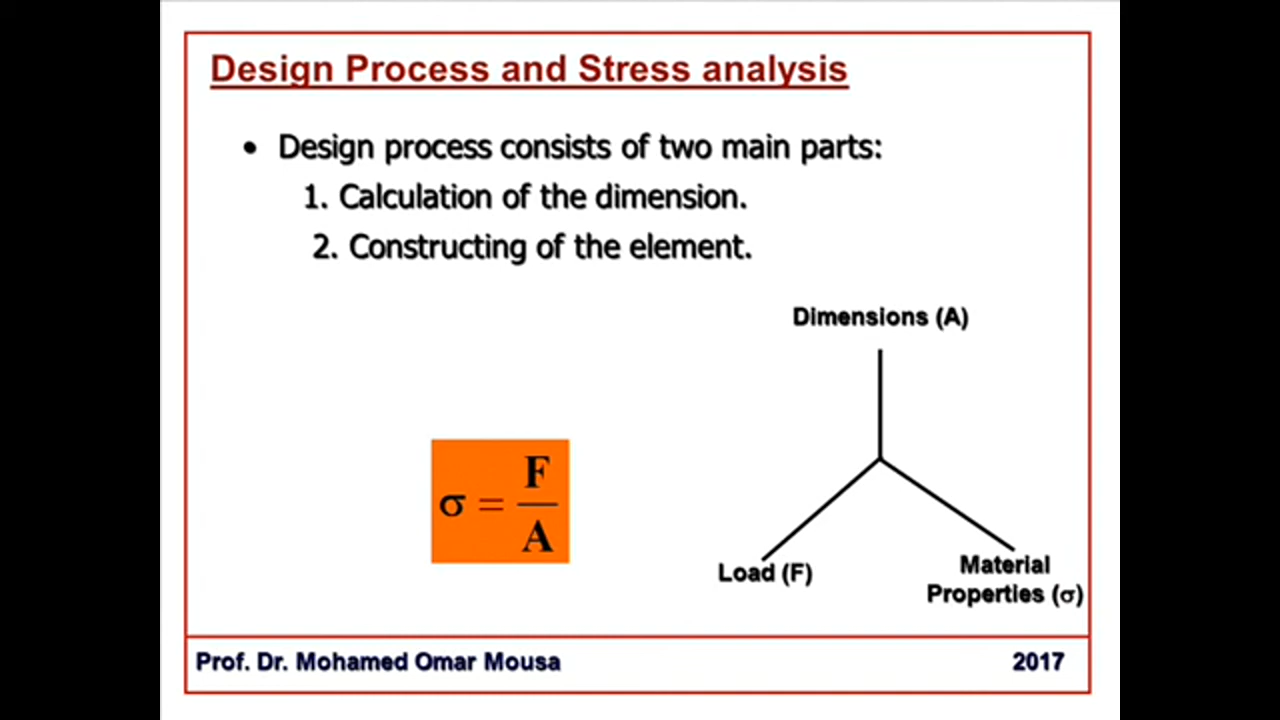 Design Process and Stress analysis
• Design process consists of two main parts:
1. Calculation of the dimension.
2. Constructing of the element.
Dimensions (A)
σ = F
A
Load (F)
Material
Properties (σ)
Prof. Dr. Mohamed Omar Mousa
2017